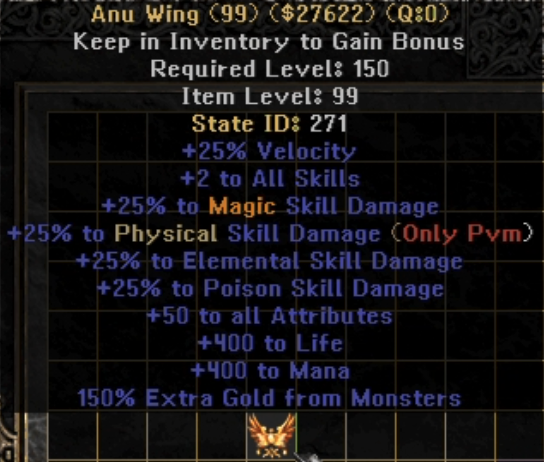 Anu Wing (99) ($27622) (Q:0)
Keep in Inventory to Gain Bonus
Required Level: 150
Item Level: 99
State ID: 271
+25% Velocity
+2 to All Skills
+25% to Magic Skill Damage
+25% to Physical Skill Damage (Only Pvm)
+25% to Elemental Skill Damage
+25% to Poison Skill Damage
+50 to all Attributes
+400 to Life
+400 to Mana
150% Extra Gold from Monsters